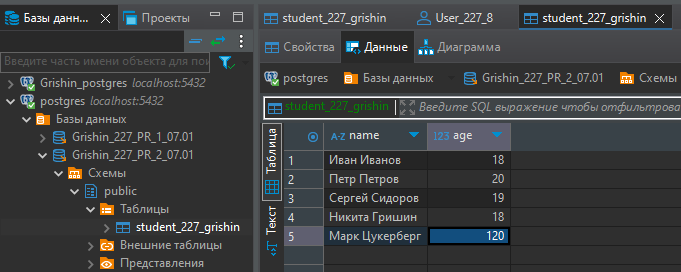 Базы дан...
Проекты
Введите часть имени объекта для пои
Grishin_postgres localhost:5432
postgres localhost:5432
Базы данных
Grishin_227_PR_1_07.01
Grishin_227_PR_2_07.01
Схемы
public
Таблицы
student_227_grishin
Внешние таблицы
Представления
student_227_grishin
User_227_8
student_227_grishin
Свойства
Данные
Диаграмма
postgres
Базы данных
Grishin_227_PR_2_07.01
Схемы
student_227_grishin
Введите SQL выражение чтобы отфильтрова
Таблица
Текст
A-Z name
123 age
1 Иван Иванов 18
2 Петр Петров 20
3 Сергей Сидоров 19
4 Никита Гришин 18
5 Марк Цукерберг 120